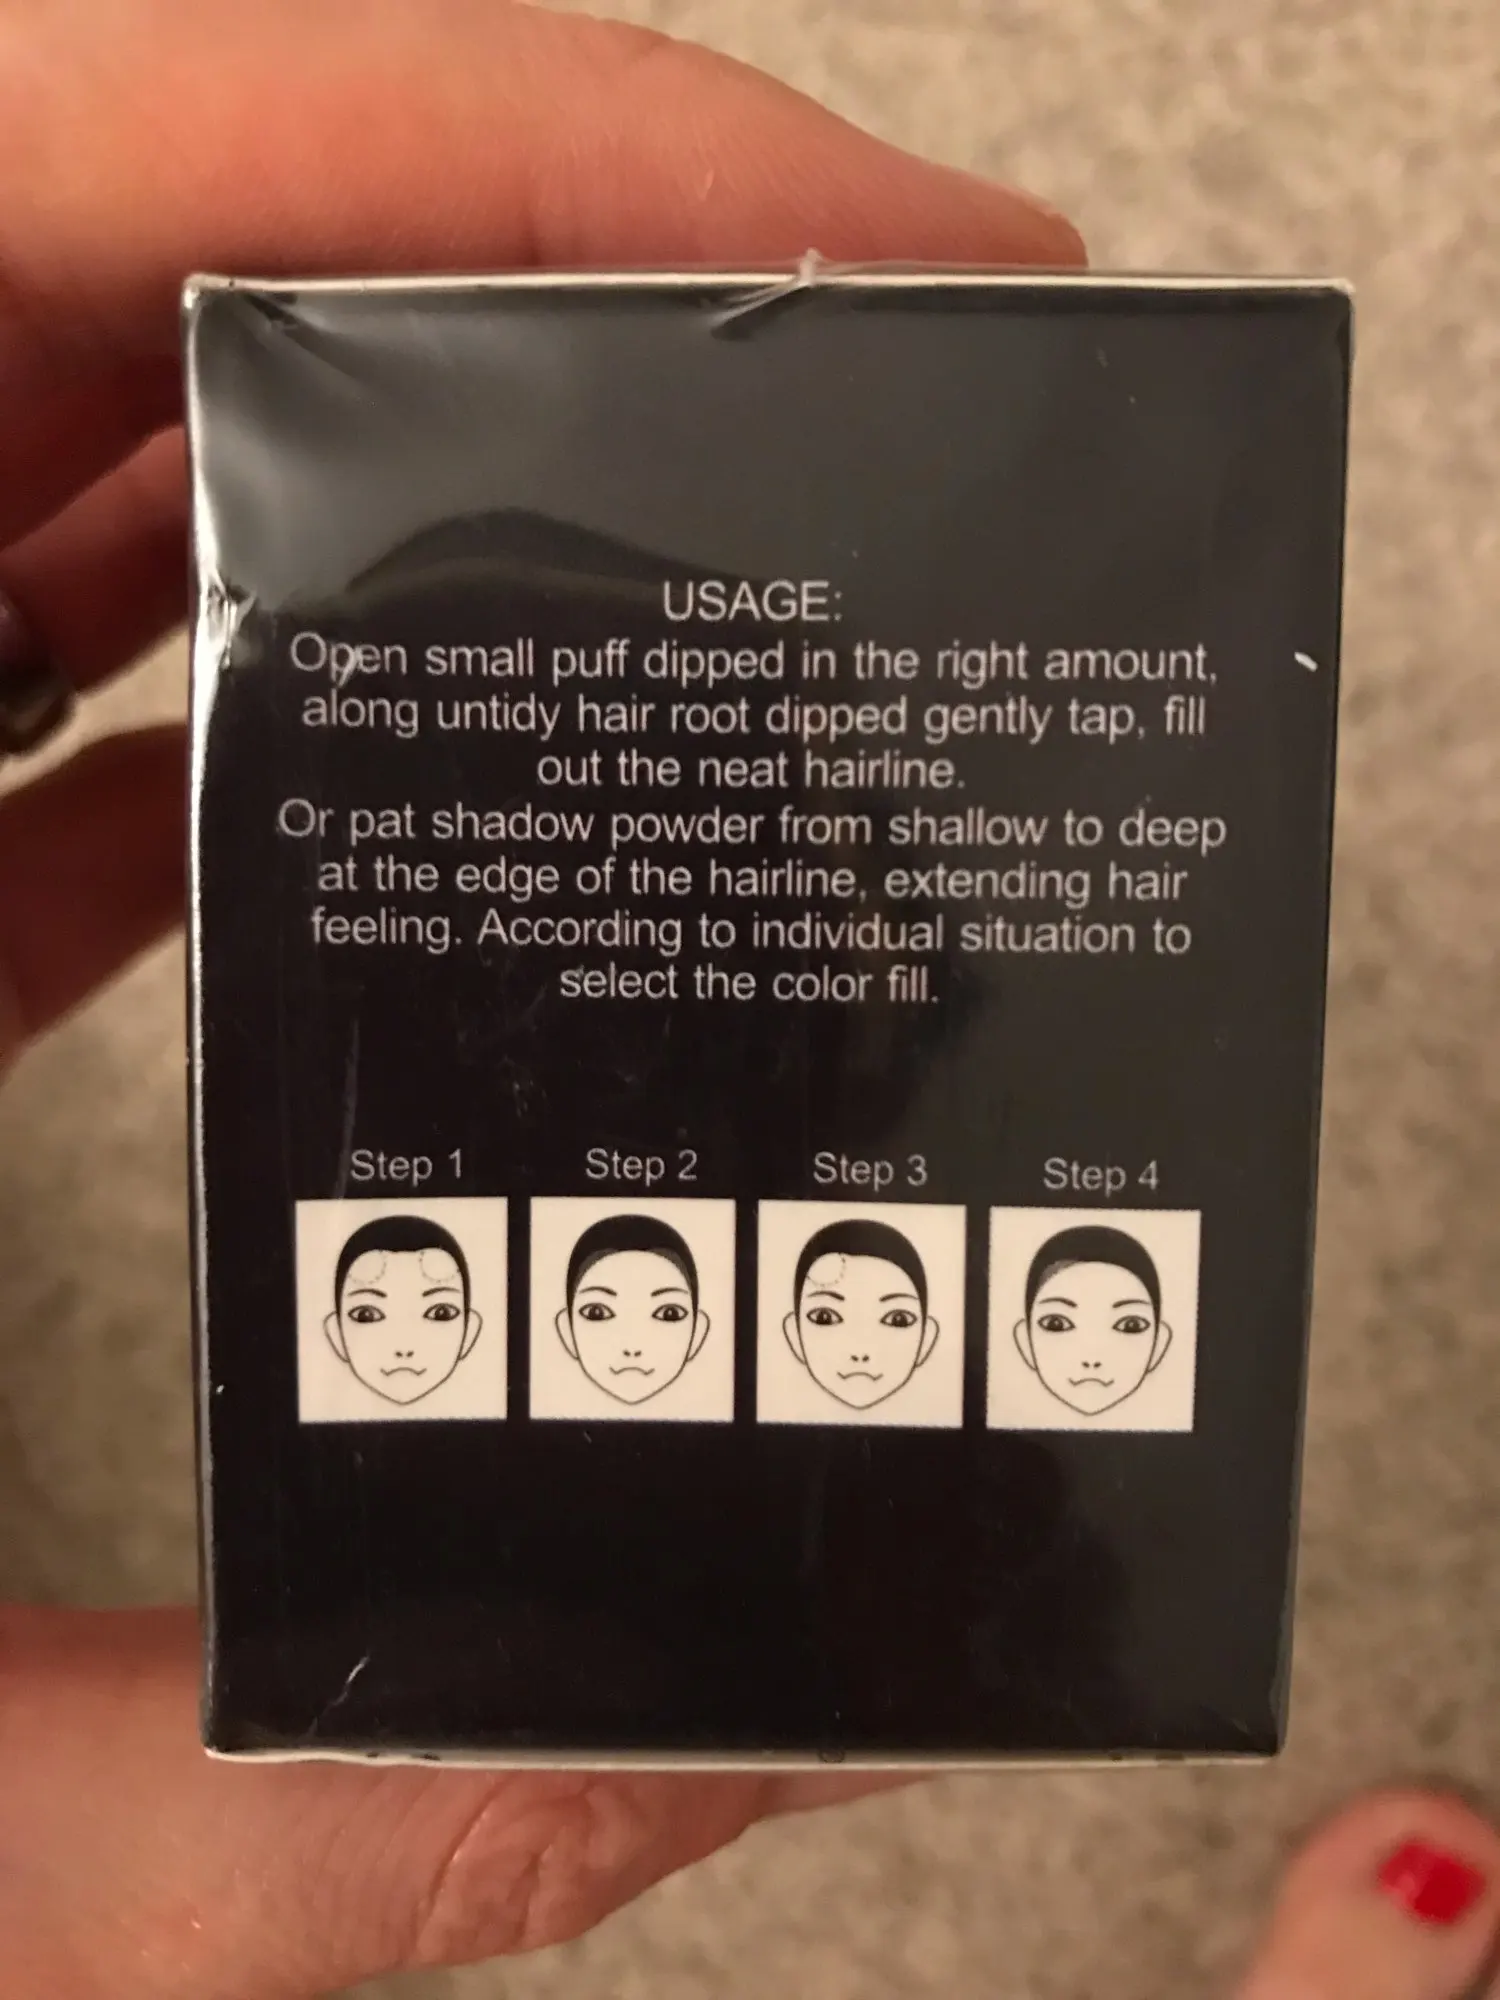 USAGE:
Open small puff dipped in the right amount,
along untidy hair root dipped gently tap, fill
out the neat hairline.
Or pat shadow powder from shallow to deep
at the edge of the hairline, extending hair
feeling. According to individual situation to
select the color fill.
Step 1 Step 2 Step 3 Step 4